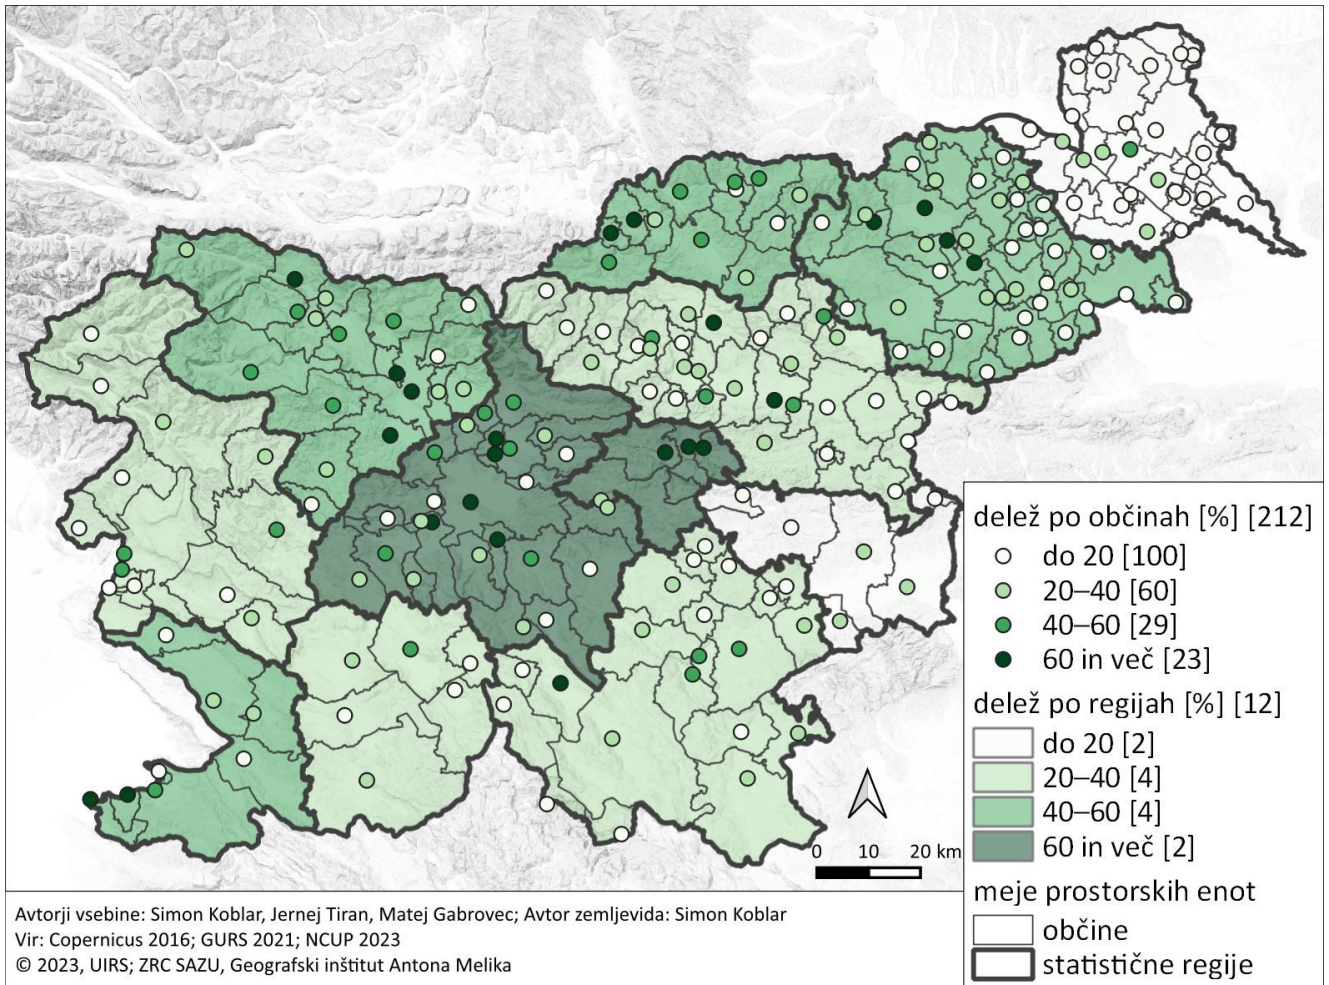 delež po občinah [%] [212]
do 20 [100]
20–40 [60]
40–60 [29]
60 in več [23]
delež po regijah [%] [12]
do 20 [2]
20–40 [4]
40–60 [4]
60 in več [2]
meje prostorskih enot
občine
statistične regije
0 10 20 km
Avtorji vsebine: Simon Koblar, Jernej Tiran, Matej Gabrovec; Avtor zemljevida: Simon Koblar
Vir: Copernicus 2016; GURS 2021; NCUP 2023
© 2023, UIRS; ZRC SAZU, Geografski inštitut Antona Melika